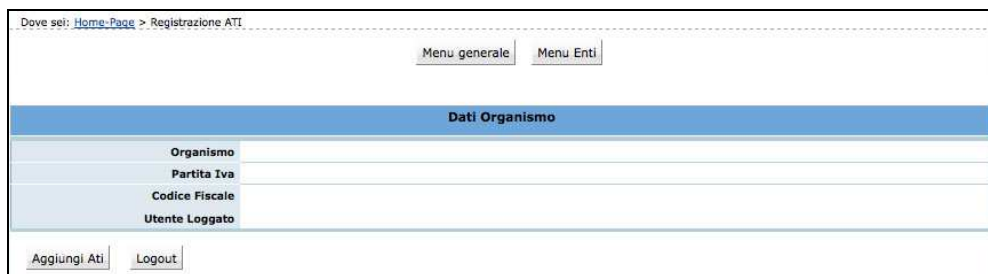 Dove sei: Home-Page > Registrazione ATI
Menu generale Menu Enti
Dati Organismo
Organismo
Partita Iva
Codice Fiscale
Utente Loggato
Aggiungi Ati Logout